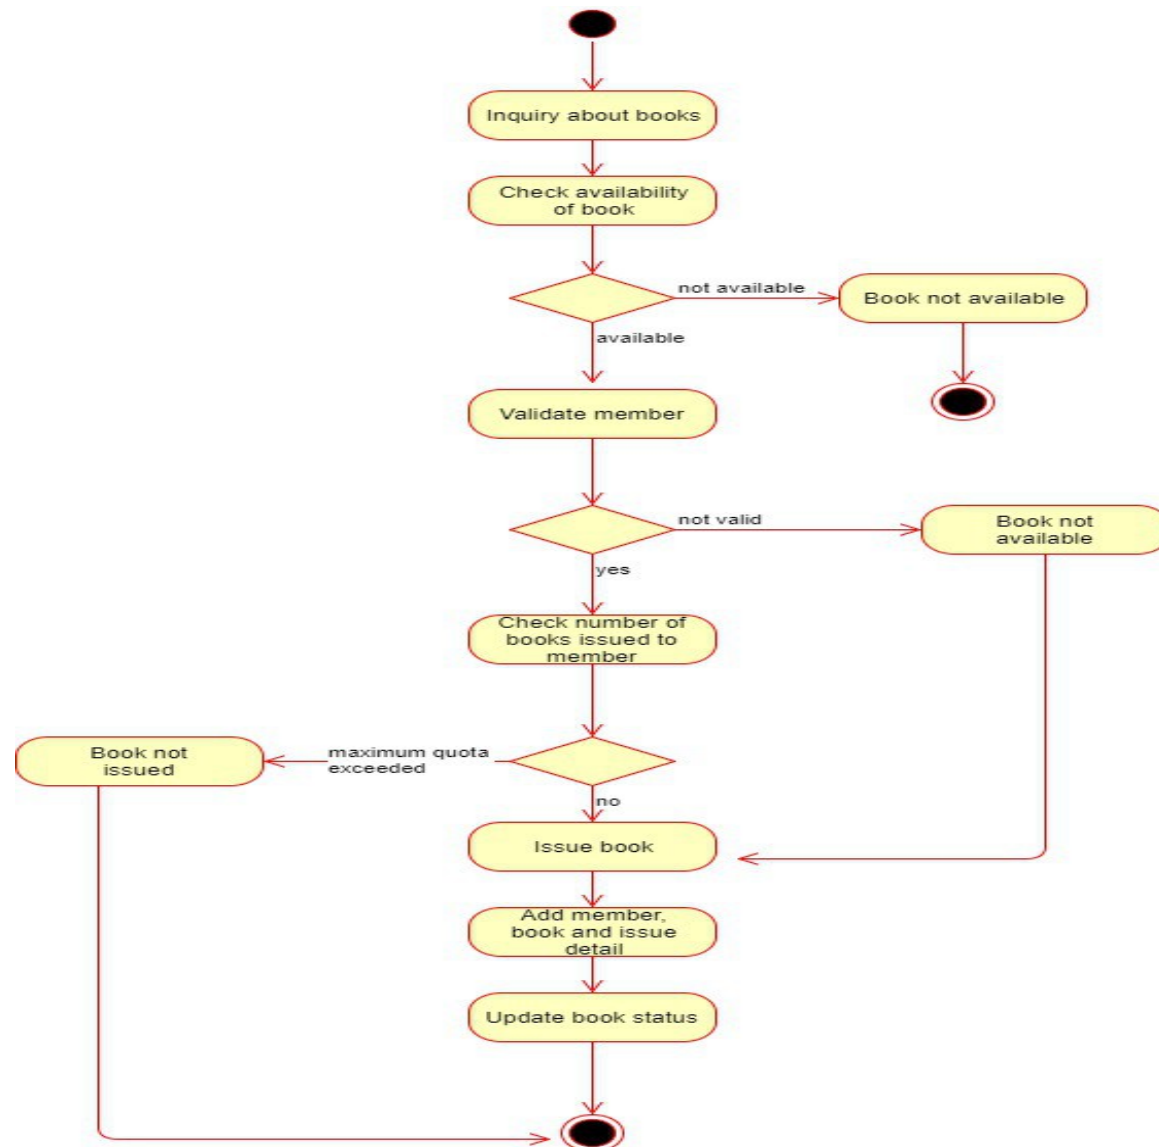 Inquiry about books
Check availability
of book
not available
Book not available
available
Validate member
not valid
Book not
available
yes
Check number of
books issued to
member
maximum quota
exceeded
Book not
issued
no
Issue book
Add member,
book and issue
detail
Update book status